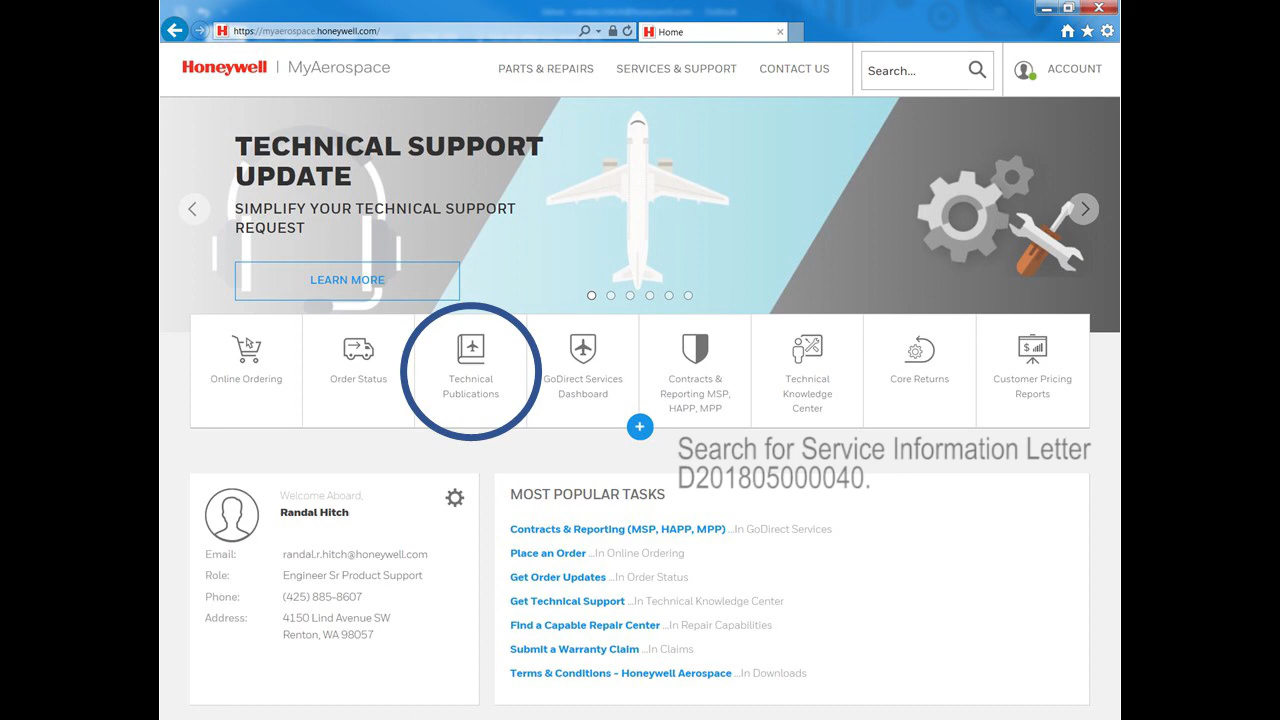 https://myaerospace.honeywell.com/
Home
Honeywell | MyAerospace
PARTS & REPAIRS
SERVICES & SUPPORT
CONTACT US
Search...
ACCOUNT
TECHNICAL SUPPORT
UPDATE
SIMPLIFY YOUR TECHNICAL SUPPORT
REQUEST
LEARN MORE
Online Ordering
Order Status
Technical
Publications
GoDirect Services
Dashboard
Contracts &
Reporting MSP,
HAPP, MPP
Technical
Knowledge
Center
Core Returns
Customer Pricing
Reports
Search for Service Information Letter
D201805000040.
Welcome Aboard,
Randal Hitch
Email: randal.r.hitch@honeywell.com
Role: Engineer Sr Product Support
Phone: (425) 885-8607
Address: 4150 Lind Avenue SW
Renton, WA 98057
MOST POPULAR TASKS
Contracts & Reporting (MSP, HAPP, MPP) ...In GoDirect Services
Place an Order ...In Online Ordering
Get Order Updates ...In Order Status
Get Technical Support ...In Technical Knowledge Center
Find a Capable Repair Center ...In Repair Capabilities
Submit a Warranty Claim ...In Claims
Terms & Conditions - Honeywell Aerospace ...In Downloads